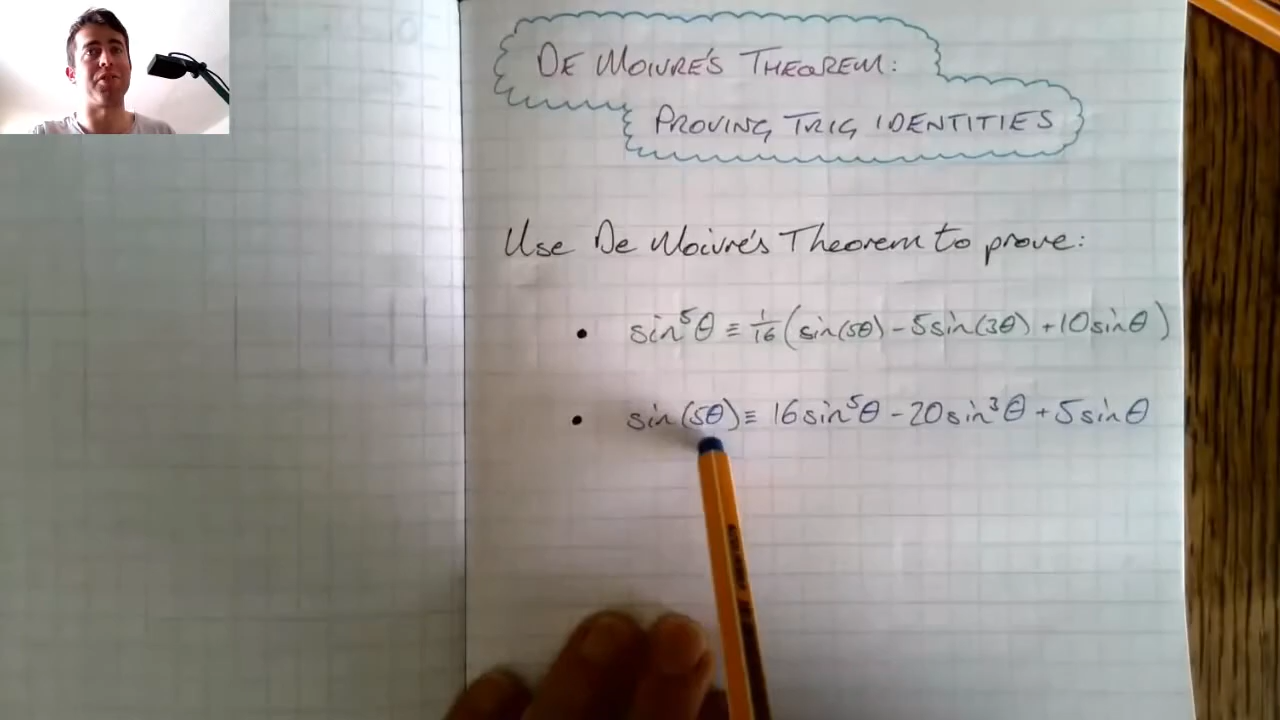 DE MOIVRE'S THEOREM:
PROVING TRIG IDENTITIES
Use De Moivre's Theorem to prove:
• sin⁵θ ≡ 1/16 (sin(5θ) - 5sin(3θ) + 10sinθ)
• sin(5θ) ≡ 16sin⁵θ - 20sin³θ + 5sinθ